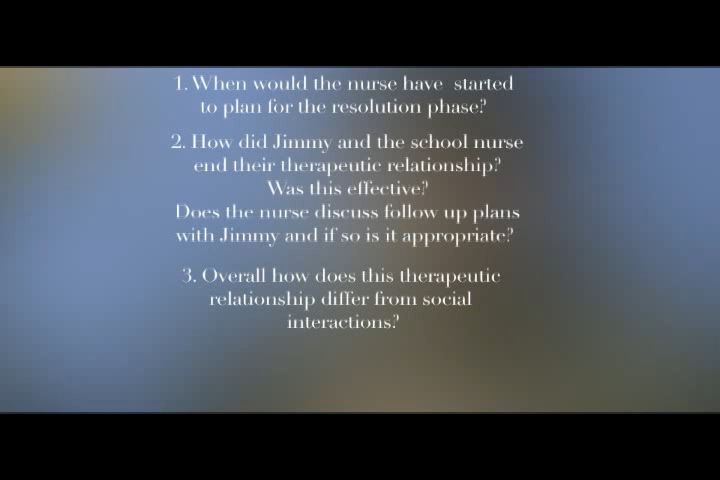 1. When would the nurse have started
to plan for the resolution phase?
2. How did Jimmy and the school nurse
end their therapeutic relationship?
Was this effective?
Does the nurse discuss follow up plans
with Jimmy and if so is it appropriate?
3. Overall how does this therapeutic
relationship differ from social
interactions?